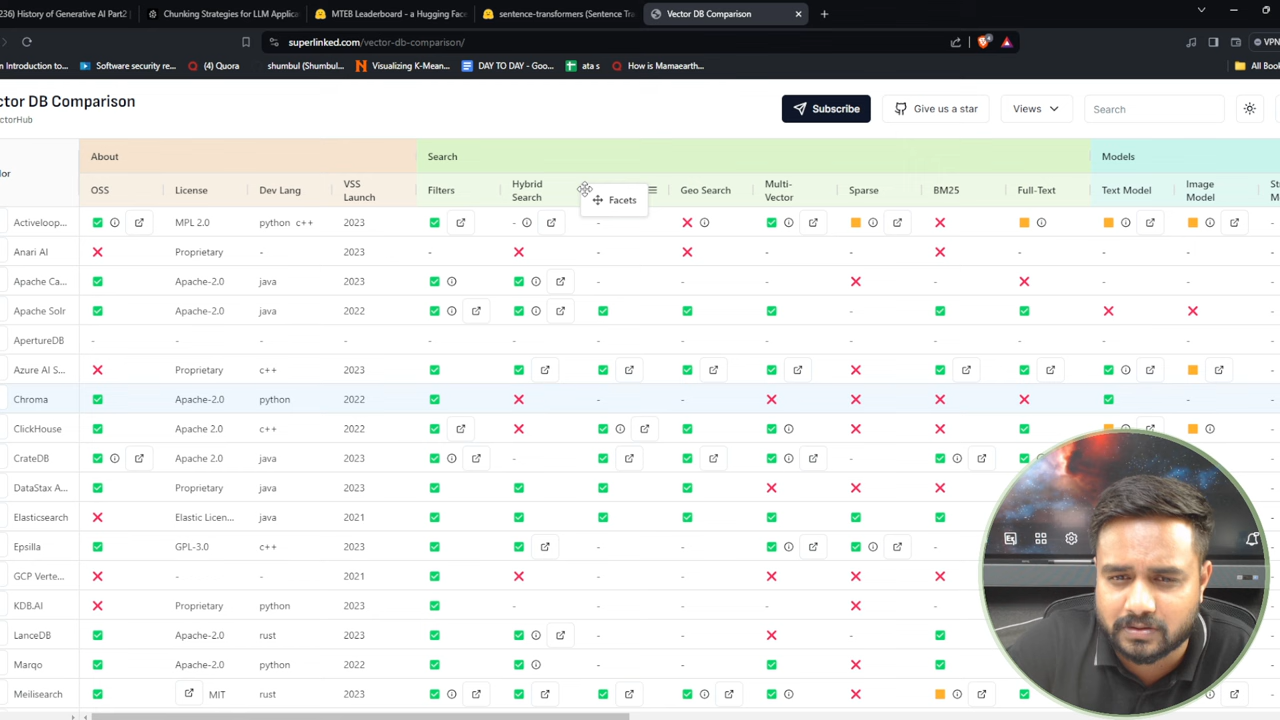 236) History of Generative AI Part2 |
Chunking Strategies for LLM Applica
MTEB Leaderboard - a Hugging Fac
sentence-transformers (Sentence Tra
Vector DB Comparison
superlinked.com/vector-db-comparison/
VPN
n Introduction to...
Software security re...
(4) Quora
shumbul (Shumbul...
Visualizing K-Mean...
DAY TO DAY - Goo...
ata s
How is Mamaearth...
All Boo
ctor DB Comparison
ctorHub
Subscribe
Give us a star
Views
Search
dor
About
Search
Models
OSS
License
Dev Lang
VSS
Launch
Filters
Hybrid
Search
Facets
Geo Search
Multi-
Vector
Sparse
BM25
Full-Text
Text Model
Image
Model
St
Mo
Activeloop... MPL 2.0 python c++ 2023 - -
Anari AI Proprietary - 2023 - - - - - - -
Apache Ca... Apache-2.0 java 2023 - - - - - -
Apache Solr Apache-2.0 java 2022 - -
ApertureDB - - - - - - - - - - - - - - -
Azure AI S... Proprietary c++ 2023 -
Chroma Apache-2.0 python 2022 - - - -
ClickHouse Apache 2.0 c++ 2022
CrateDB Apache 2.0 java 2023 - -
DataStax A... Proprietary java 2023
Elasticsearch Elastic Licen... java 2021
Epsilla GPL-3.0 c++ 2023 - - -
GCP Verte... - - 2021 - -
KDB.AI Proprietary python 2023 - - - - -
LanceDB Apache-2.0 rust 2023 - - -
Marqo Apache-2.0 python 2022 - -
Meilisearch MIT rust 2023